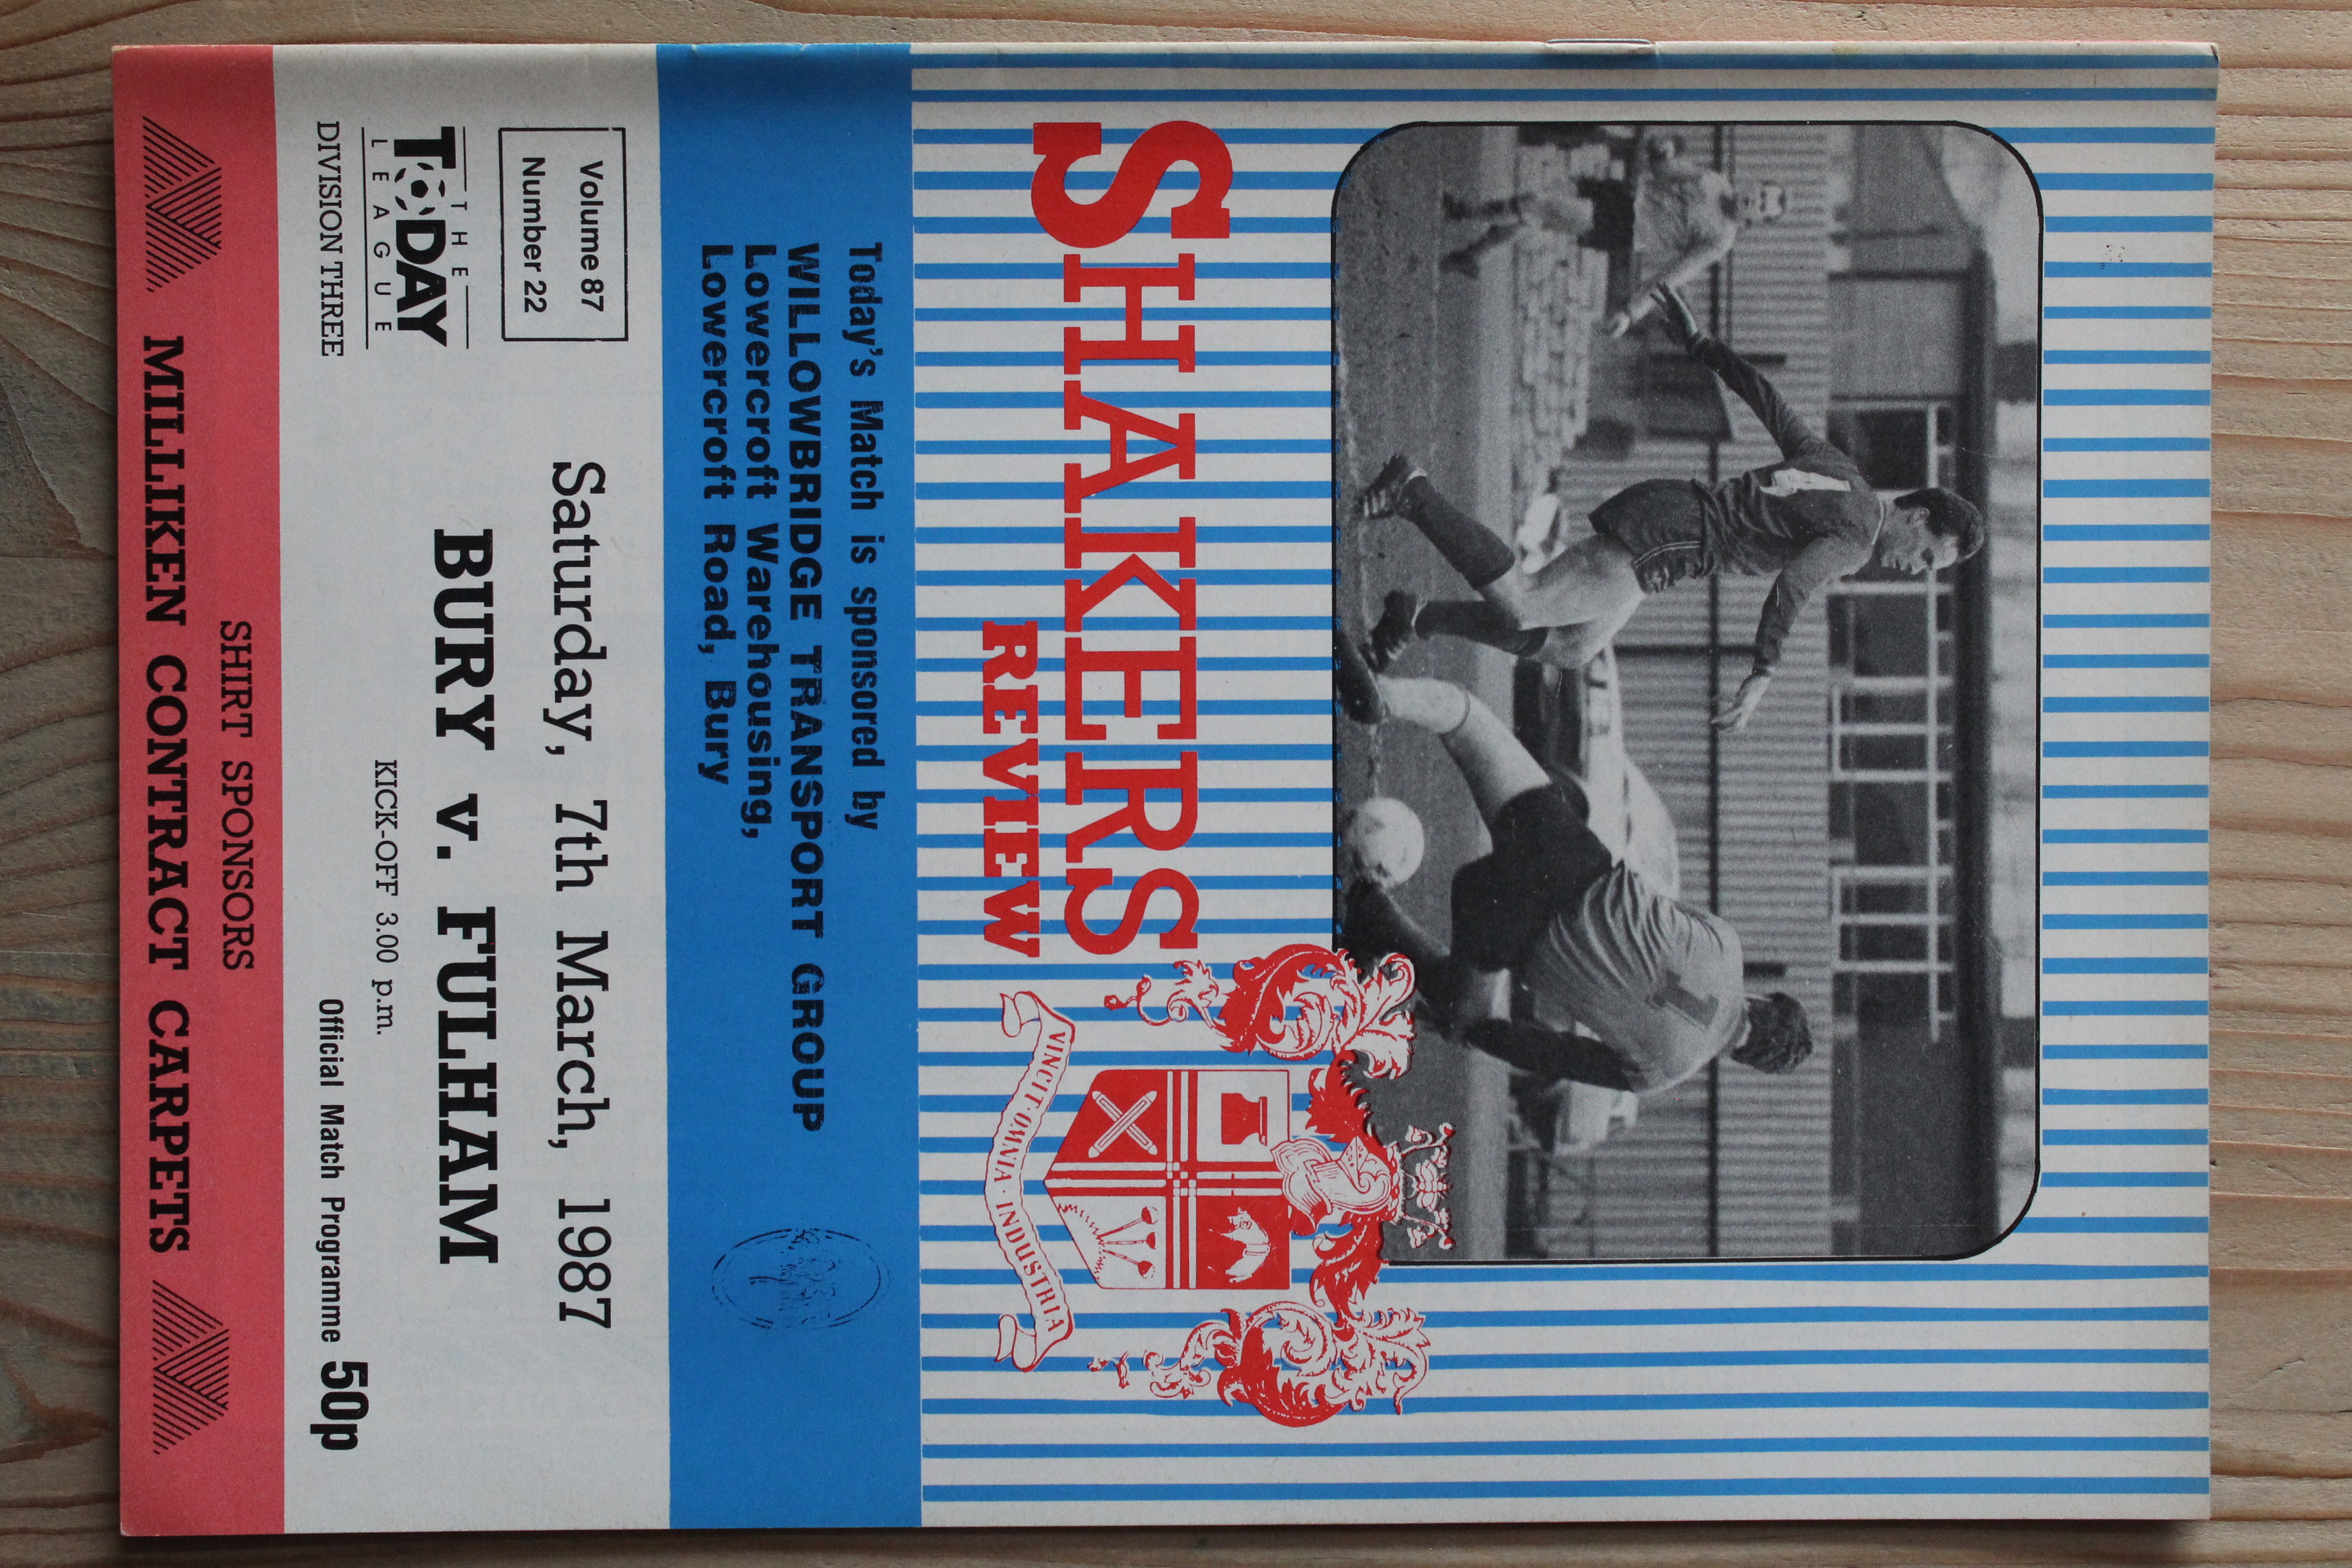 SHAKERS
REVIEW
VINCIT · OMNIA · INDUSTRIA
Today's Match is sponsored by
WILLOWBRIDGE TRANSPORT GROUP
Lowercroft Warehousing,
Lowercroft Road, Bury
Volume 87
Number 22
Saturday, 7th March, 1987
THE
TODAY
LEAGUE
DIVISION THREE
BURY v. FULHAM
KICK-OFF 3.00 p.m.
Official Match Programme 50p
SHIRT SPONSORS
MILLIKEN CONTRACT CARPETS